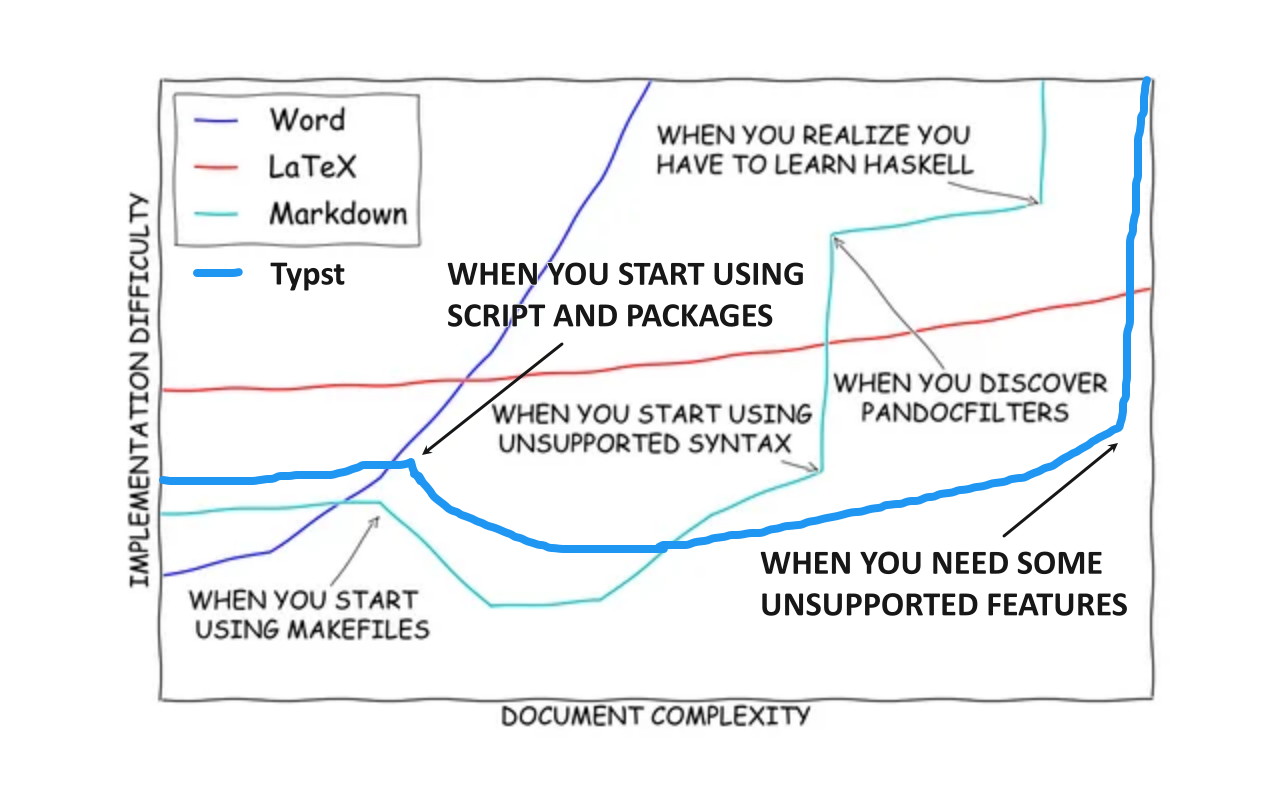 Word
LaTeX
Markdown
Typst
WHEN YOU REALIZE YOU
HAVE TO LEARN HASKELL
WHEN YOU START USING
SCRIPT AND PACKAGES
WHEN YOU DISCOVER
PANDOCFILTERS
WHEN YOU START USING
UNSUPPORTED SYNTAX
WHEN YOU NEED SOME
UNSUPPORTED FEATURES
WHEN YOU START
USING MAKEFILES
IMPLEMENTATION DIFFICULTY
DOCUMENT COMPLEXITY